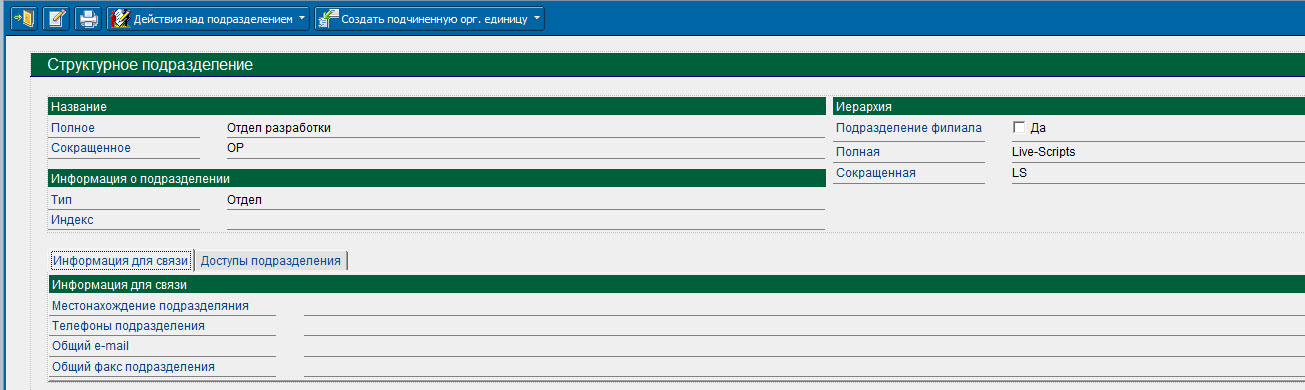 Действия над подразделением Создать подчиненную орг. единицу
Структурное подразделение
Название
Полное Отдел разработки
Сокращенное ОР
Информация о подразделении
Тип Отдел
Индекс
Иерархия
Подразделение филиала Да
Полная Live-Scripts
Сокращенная LS
Информация для связи Доступы подразделения
Информация для связи
Местонахождение подразделяния
Телефоны подразделения
Общий e-mail
Общий факс подразделения